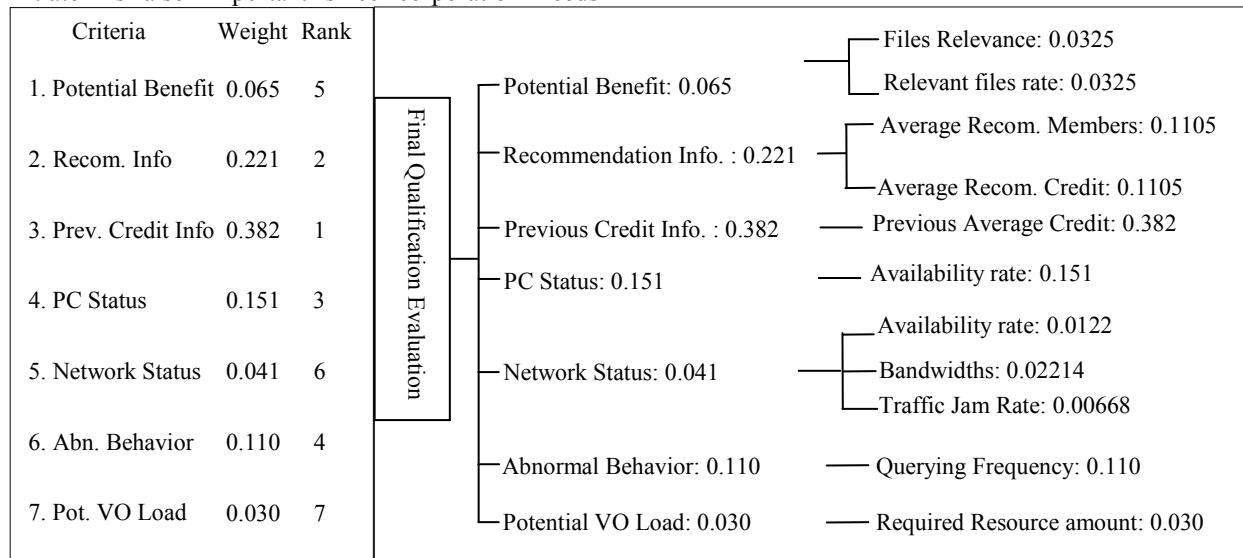 Criteria Weight Rank
1. Potential Benefit 0.065 5
2. Recom. Info 0.221 2
3. Prev. Credit Info 0.382 1
4. PC Status 0.151 3
5. Network Status 0.041 6
6. Abn. Behavior 0.110 4
7. Pot. VO Load 0.030 7
Final Qualification Evaluation
Potential Benefit: 0.065
Recommendation Info. : 0.221
Previous Credit Info. : 0.382
PC Status: 0.151
Network Status: 0.041
Abnormal Behavior: 0.110
Potential VO Load: 0.030
Files Relevance: 0.0325
Relevant files rate: 0.0325
Average Recom. Members: 0.1105
Average Recom. Credit: 0.1105
Previous Average Credit: 0.382
Availability rate: 0.151
Availability rate: 0.0122
Bandwidths: 0.02214
Traffic Jam Rate: 0.00668
Querying Frequency: 0.110
Required Resource amount: 0.030